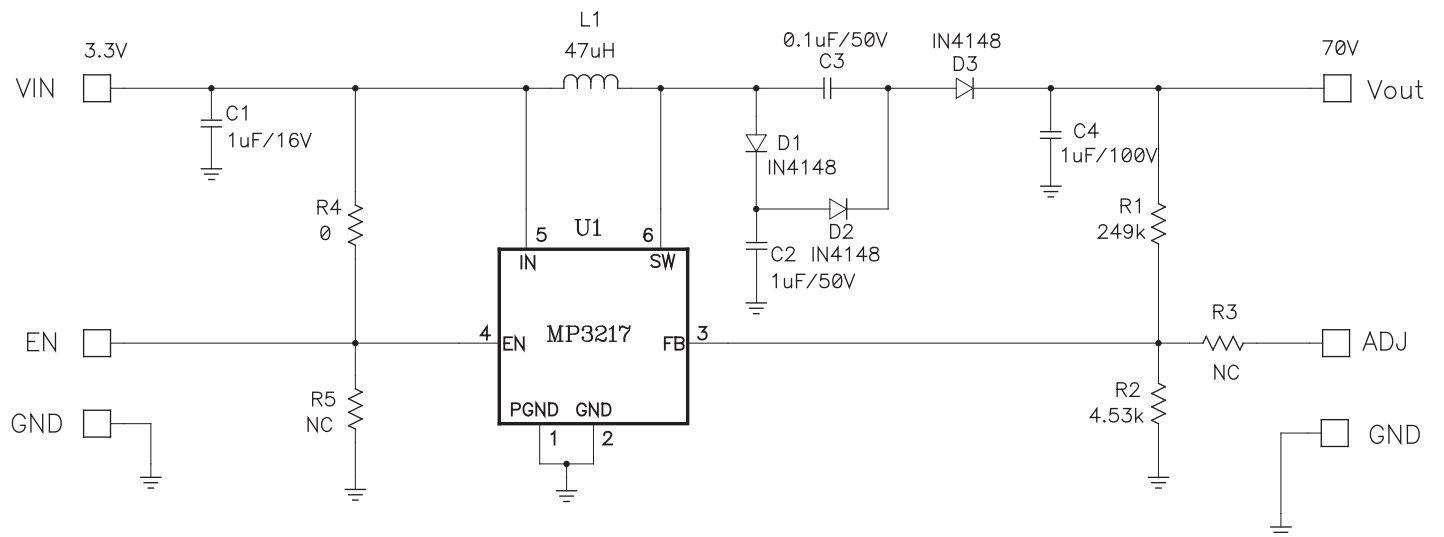 L1
47uH
3.3V
VIN
0.1uF/50V
C3
IN4148
D3
70V
Vout
C1
1uF/16V
D1
IN4148
C4
1uF/100V
R4
0
U1
5
6
IN
SW
D2
C2 IN4148
1uF/50V
R1
249k
EN
4
EN
MP3217
FB
3
R3
NC
ADJ
R5
NC
PGND GND
1
2
R2
4.53k
GND
GND